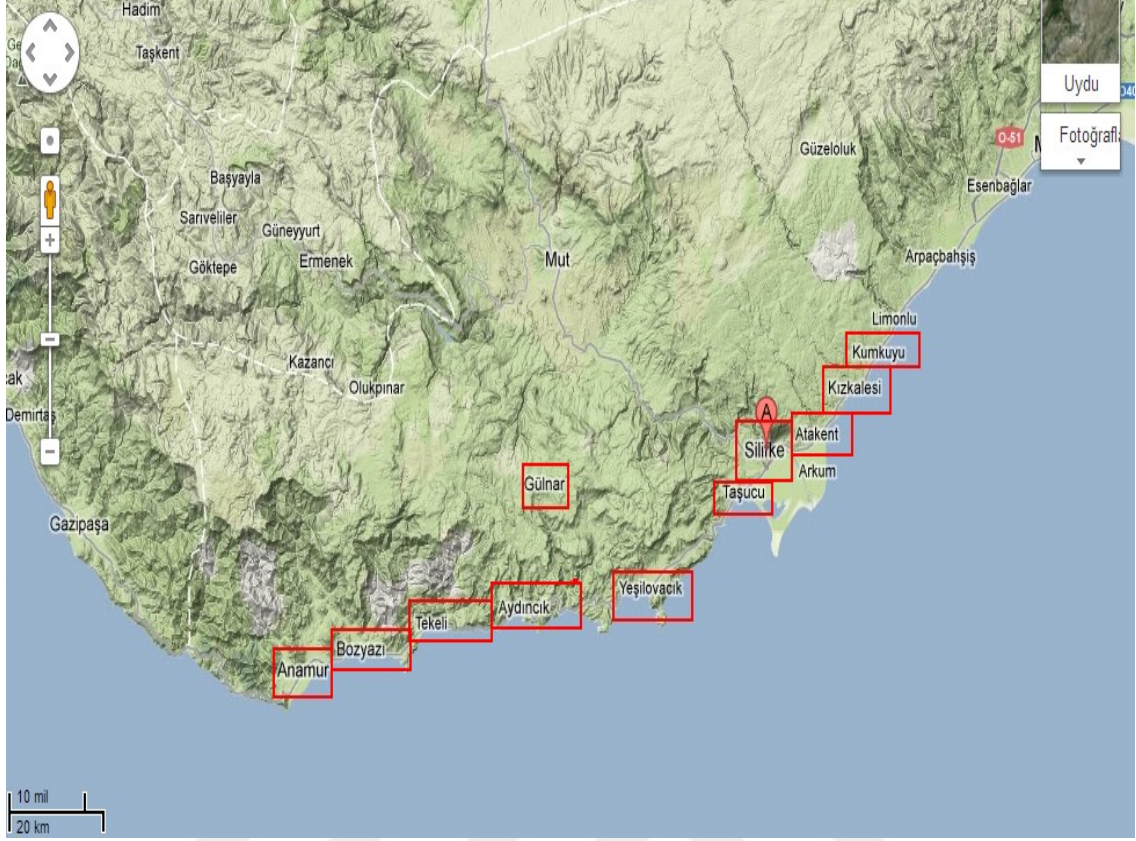 Hadim
Taşkent
Uydu
Fotoğrafla
O-51
Güzeloluk
Esenbağlar
Başyayla
Sarıveliler
Güneyyurt
Göktepe
Ermenek
Mut
Arpaçbahşiş
Limonlu
Kumkuyu
Kazancı
Olukpınar
Kızkalesi
Demirtaş
A
Atakent
Silifke
Arkum
Gülnar
Taşucu
Gazipaşa
Yeşilovacık
Aydıncık
Tekeli
Bozyazı
Anamur
10 mil
20 km